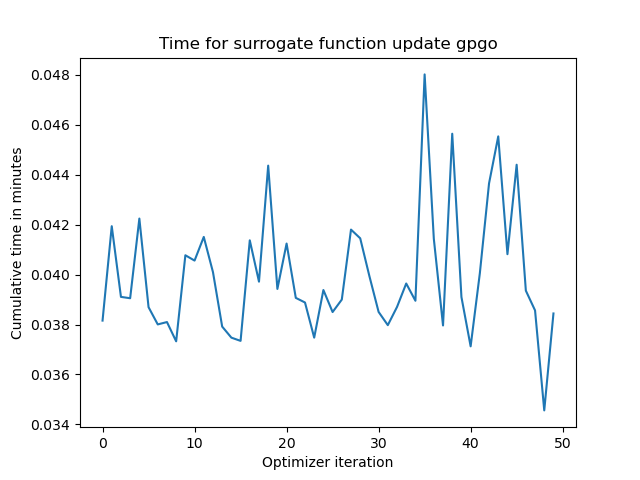 Time for surrogate function update gpgo
0.048
0.046
0.044
0.042
0.040
0.038
0.036
0.034
Cumulative time in minutes
0 10 20 30 40 50
Optimizer iteration